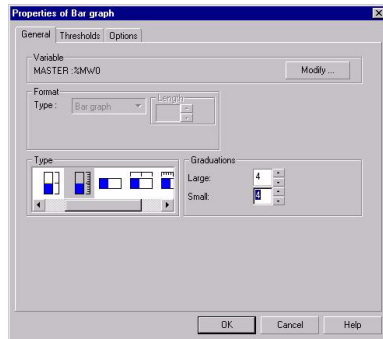 Properties of Bar graph
General Thresholds Options
Variable
MASTER :%MW0
Modify ...
Format
Type : Bar graph
Length
Type
Graduations
Large: 4
Small: 4
OK Cancel Help